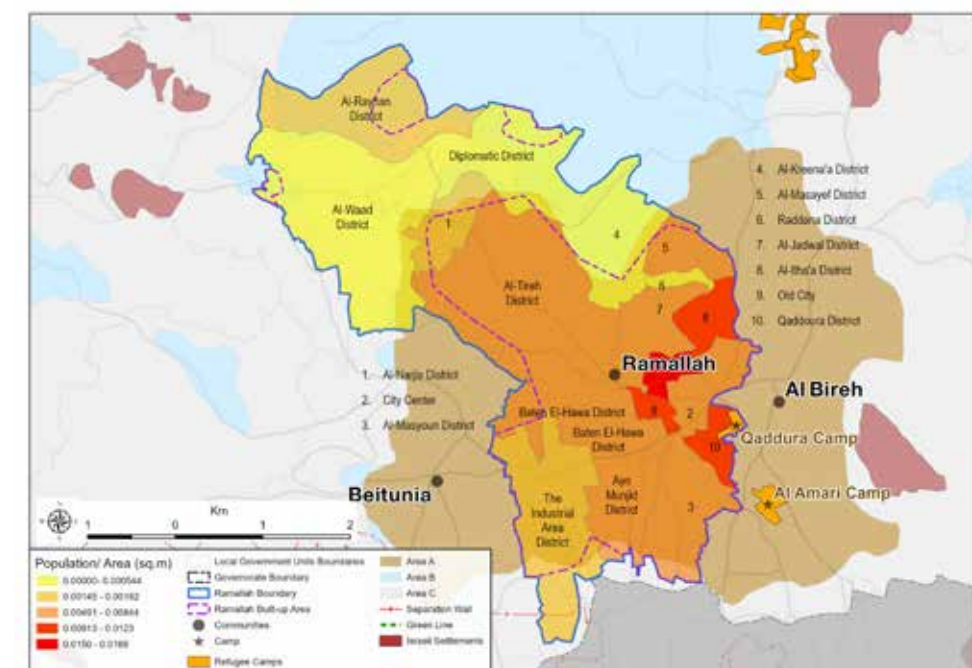 Al-Rayhan
District
Diplomatic District
Al-Waad
District
1
4
5
6
7
8
Al-Tireh
District
4. Al-Kreena'a District
5. Al-Masayef District
6. Raddana District
7. Al-Jadwal District
8. Al-Itha'a District
9. Old City
10. Qaddoura District
1. Al-Narjis District
2. City Center
3. Al-Masyoun District
Ramallah
Al Bireh
Baten El-Hawa District
Baten El-Hawa
District
9
2
10
Qaddura Camp
Al Amari Camp
Beitunia
The
Industrial
Area
District
Ayn
Munjid
District
3
Km
1 0 1 2
Population/ Area (sq.m)
0.00000- 0.000544
0.00145 - 0.00162
0.00491 - 0.00844
0.00913 - 0.0123
0.0150 - 0.0169
Local Government Units Boundaries
Governorate Boundary
Ramallah Boundary
Ramallah Built-up Area
Communities
Camp
Refugee Camps
Area A
Area B
Area C
Separation Wall
Green Line
Israeli Settlements